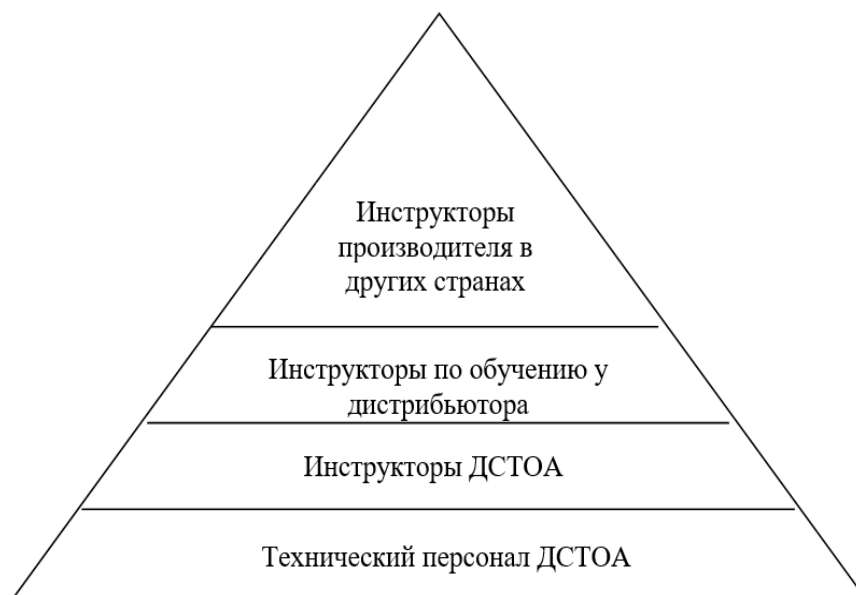 Инструкторы
производителя в
других странах
Инструкторы по обучению у
дистрибьютора
Инструкторы ДСТОА
Технический персонал ДСТОА